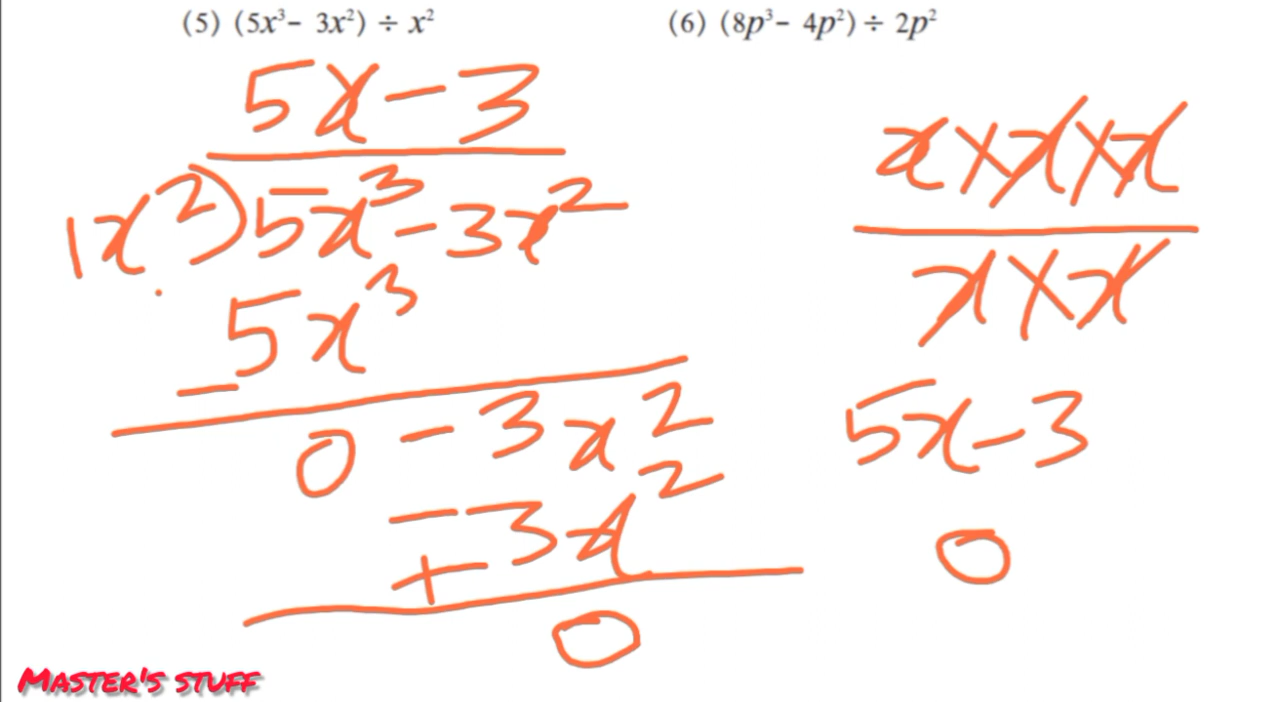 (5) (5x³ – 3x²) ÷ x²
(6) (8p³ – 4p²) ÷ 2p²
5x – 3
1x²)5x³ – 3x²
5x³
–
0 – 3x²
– 3x²
+
0
x × x × x
x × x
5x – 3
0
MASTER'S STUFF